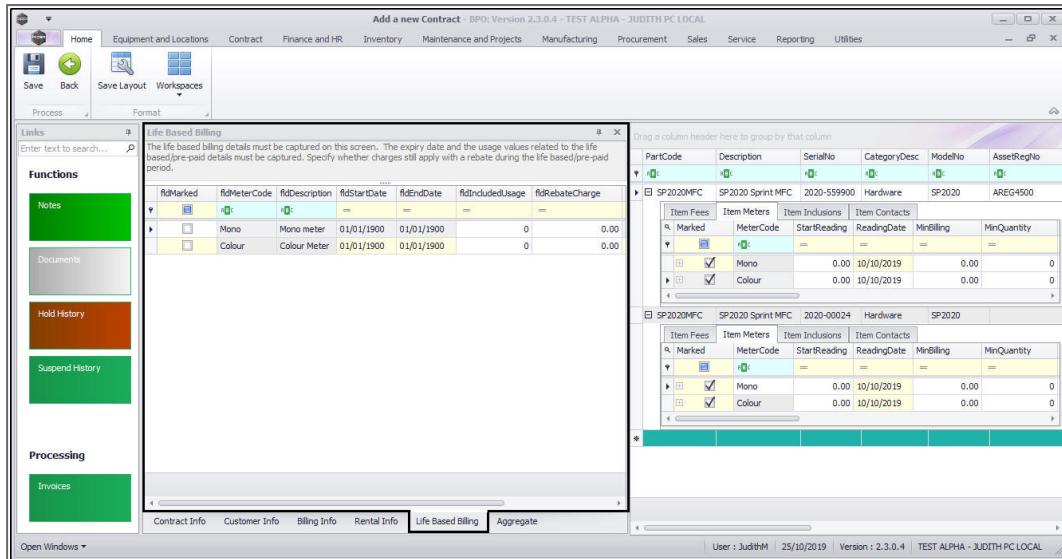 Add a new Contract - BPO: Version 2.3.0.4 - TEST ALPHA - JUDITH PC LOCAL
Home Equipment and Locations Contract Finance and HR Inventory Maintenance and Projects Manufacturing Procurement Sales Service Reporting Utilities
Save Back Save Layout Workspaces
Process Format
Links
Enter text to search...
Functions
Notes
Documents
Hold History
Suspend History
Processing
Invoices
Life Based Billing
The life based billing details must be captured on this screen. The expiry date and the usage values must be captured related to the life
based/pre-paid details must be captured. Specify whether charges still apply with a rebate during the life based/pre-paid
period.
fldMarked fldMeterCode fldDescription fldStartDate fldEndDate fldIndudedUsage fldRebateCharge
= = = =
Mono Mono meter 01/01/1900 01/01/1900 0 0.00
Colour Colour Meter 01/01/1900 01/01/1900 0 0.00
Contract Info Customer Info Billing Info Rental Info Life Based Billing Aggregate
Drag a column header here to group by that column
PartCode Description SerialNo CategoryDesc ModelNo AssetRegNo
SP2020MFC SP2020 Sprint MFC 2020-559900 Hardware SP2020 AREG4500
Item Fees Item Meters Item Inclusions Item Contacts
Marked MeterCode StartReading ReadingDate MinBilling MinQuantity
= = = =
Mono 0.00 10/10/2019 0.00 0
Colour 0.00 10/10/2019 0.00 0
SP2020MFC SP2020 Sprint MFC 2020-00024 Hardware SP2020
Item Fees Item Meters Item Inclusions Item Contacts
Marked MeterCode StartReading ReadingDate MinBilling MinQuantity
= = = =
Mono 0.00 10/10/2019 0.00 0
Colour 0.00 10/10/2019 0.00 0
Open Windows
User : JudithM 25/10/2019 Version : 2.3.0.4 TEST ALPHA - JUDITH PC LOCAL